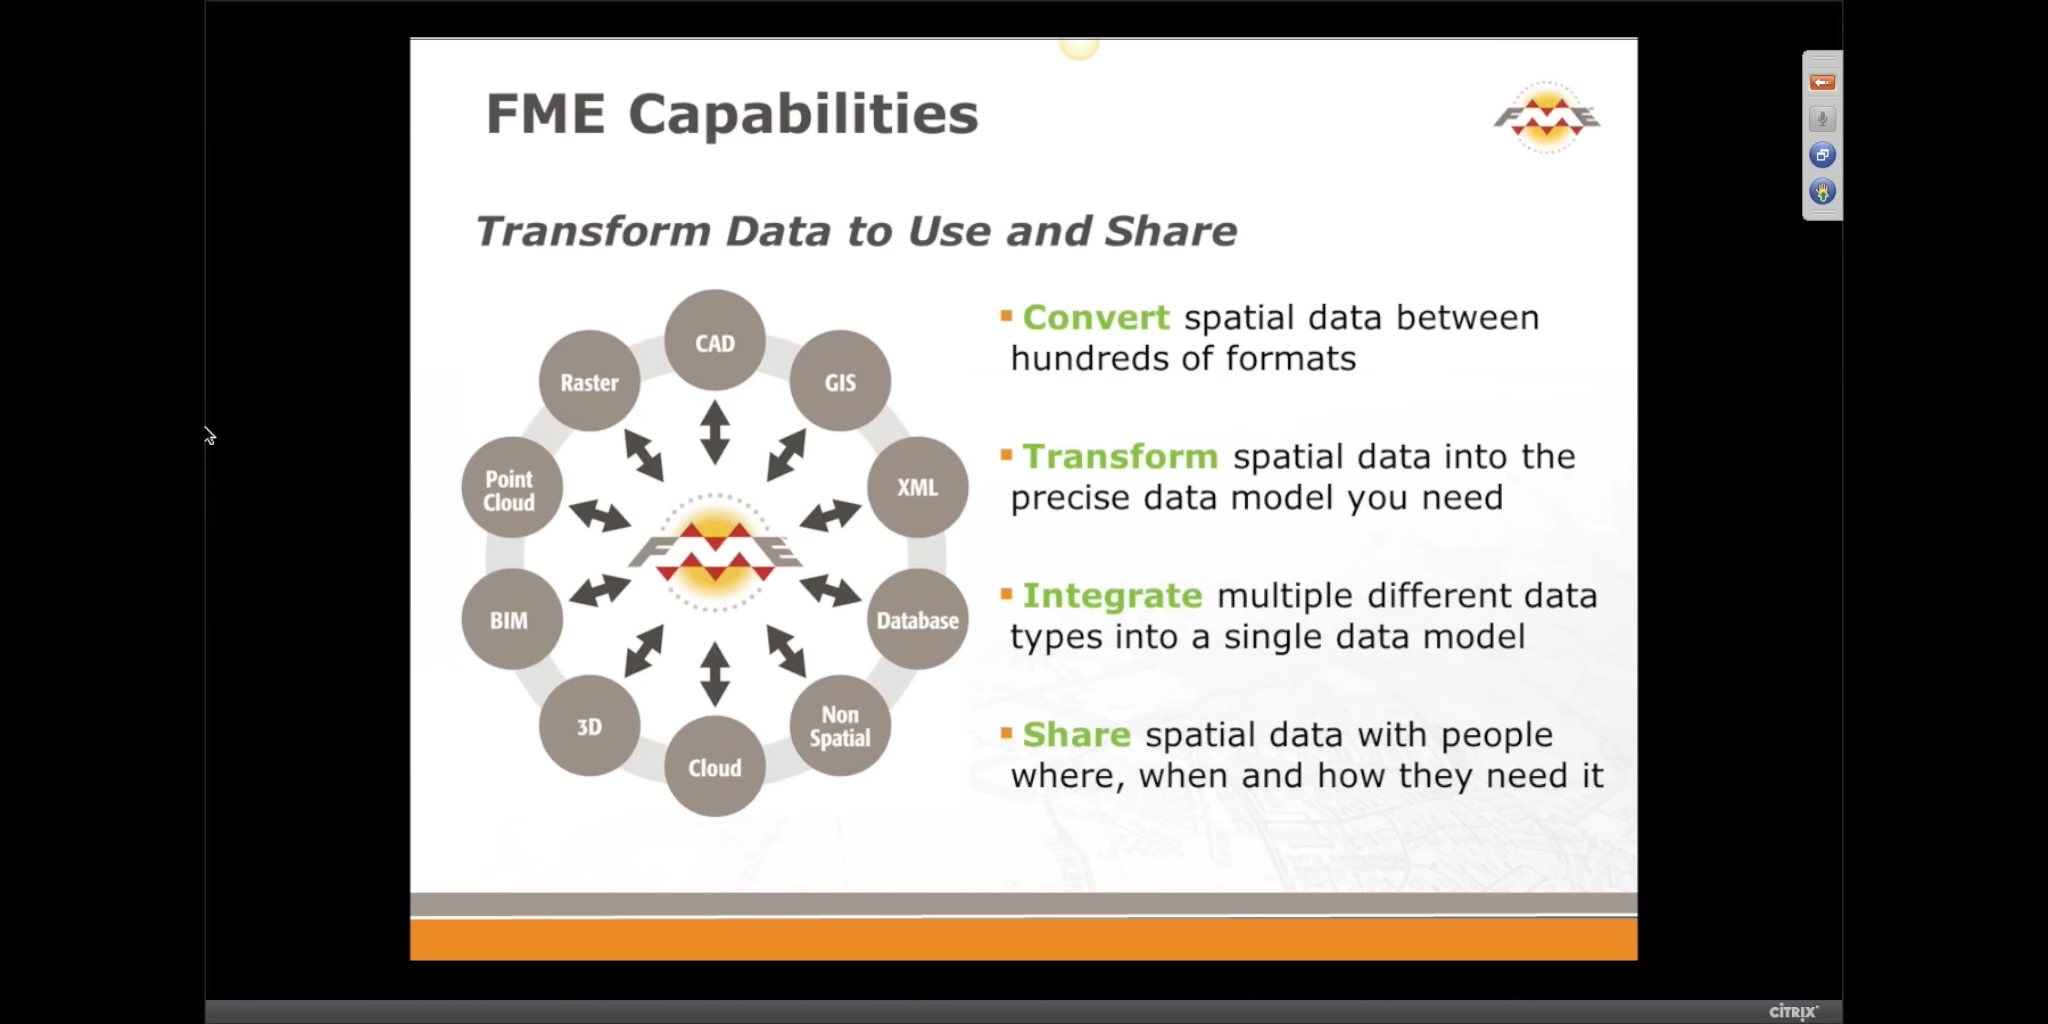 FME Capabilities
FME
Transform Data to Use and Share
CAD
Raster
GIS
Point
Cloud
XML
FME
BIM
Database
3D
Non
Spatial
Cloud
Convert spatial data between
hundreds of formats
Transform spatial data into the
precise data model you need
Integrate multiple different data
types into a single data model
Share spatial data with people
where, when and how they need it
CITRIX